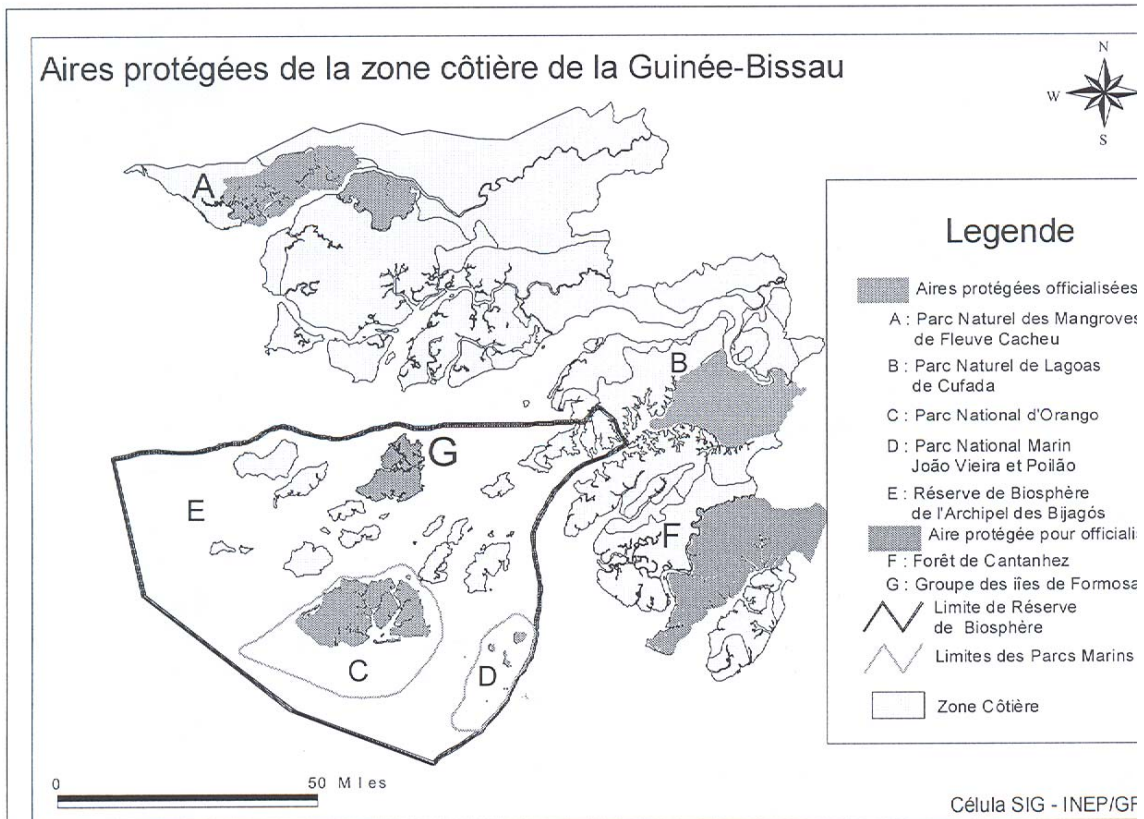 Aires protégées de la zone côtière de la Guinée-Bissau
N
W
S
A
B
G
E
F
C
D
Legende
Aires protégées officialisées
A : Parc Naturel des Mangroves
de Fleuve Cacheu
B : Parc Naturel de Lagoas
de Cufada
C : Parc National d'Orango
D : Parc National Marin
João Vieira et Poilão
E : Réserve de Biosphère
de l'Archipel des Bijagós
Aire protégée pour officialis
F : Forêt de Cantanhez
G : Groupe des iîes de Formosa
Limite de Réserve
de Biosphère
Limites des Parcs Marins
Zone Côtière
0
50 Mles
Célula SIG - INEP/GP